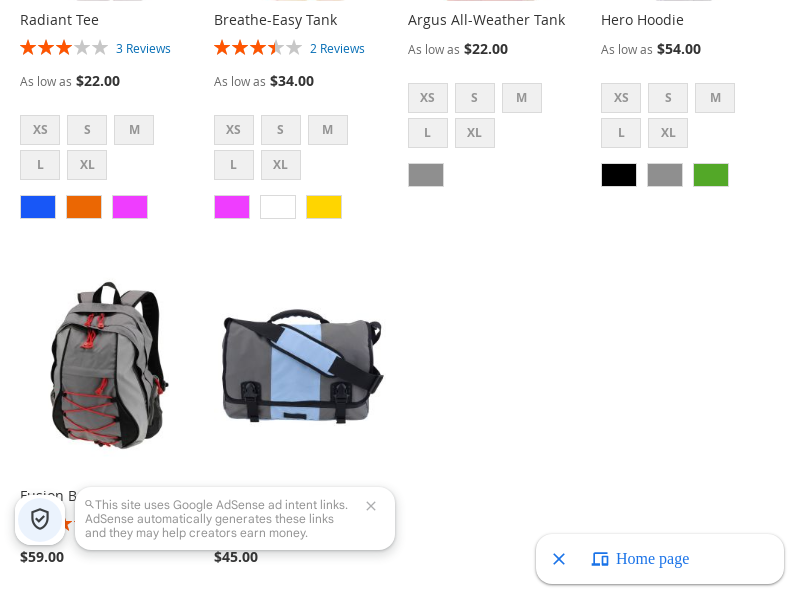 Radiant Tee
3 Reviews
As low as $22.00
XS S M
L XL
Breathe-Easy Tank
2 Reviews
As low as $34.00
XS S M
L XL
Argus All-Weather Tank
As low as $22.00
XS S M
L XL
Hero Hoodie
As low as $54.00
XS S M
L XL
Fusion B
$59.00
$45.00
This site uses Google AdSense ad intent links.
AdSense automatically generates these links
and they may help creators earn money.
Home page